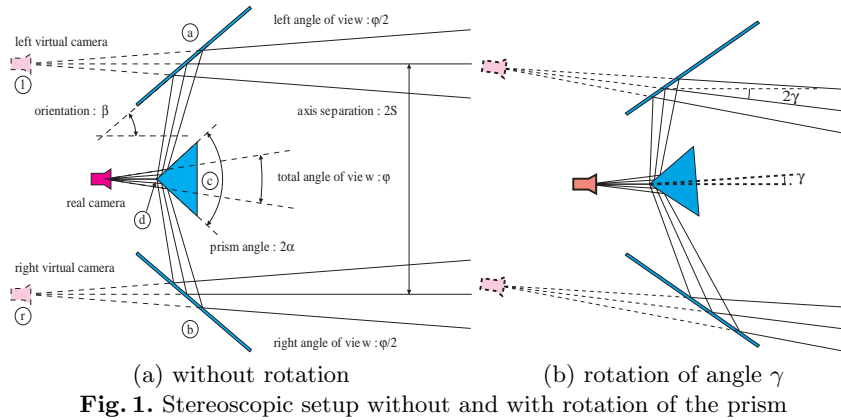 a
left angle of view : φ/2
b
left virtual camera
l
2γ
orientation : β
axis separation : 2S
c
γ
total angle of view : φ
real camera
d
prism angle : 2α
right virtual camera
r
b
right angle of view : φ/2
(a) without rotation
(b) rotation of angle γ
Fig. 1. Stereoscopic setup without and with rotation of the prism